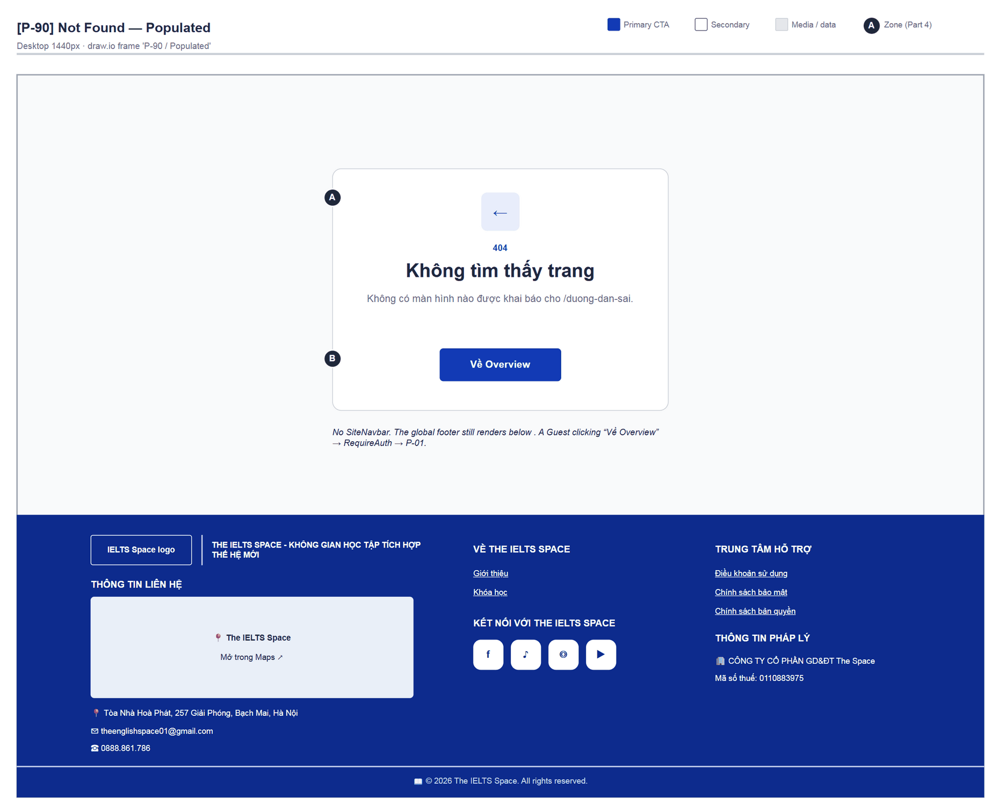 [P-90] Not Found — Populated
Desktop 1440px · draw.io frame 'P-90 / Populated'
Primary CTA
Secondary
Media / data
A Zone (Part 4)
A
←
404
Không tìm thấy trang
Không có màn hình nào được khai báo cho /duong-dan-sai.
B
Về Overview
No SiteNavbar. The global footer still renders below . A Guest clicking “Về Overview”
→ RequireAuth → P-01.
IELTS Space logo
THE IELTS SPACE - KHÔNG GIAN HỌC TẬP TÍCH HỢP
THẾ HỆ MỚI
THÔNG TIN LIÊN HỆ
📍 The IELTS Space
Mở trong Maps ↗
📍 Tòa Nhà Hoà Phát, 257 Giải Phóng, Bạch Mai, Hà Nội
✉ theenglishspace01@gmail.com
☎ 0888.861.786
VỀ THE IELTS SPACE
Giới thiệu
Khóa học
KẾT NỐI VỚI THE IELTS SPACE
f ♪ ◎ ▶
TRUNG TÂM HỖ TRỢ
Điều khoản sử dụng
Chính sách bảo mật
Chính sách bản quyền
THÔNG TIN PHÁP LÝ
🏢 CÔNG TY CỔ PHẦN GD&ĐT The Space
Mã số thuế: 0110883975
📖 © 2026 The IELTS Space. All rights reserved.